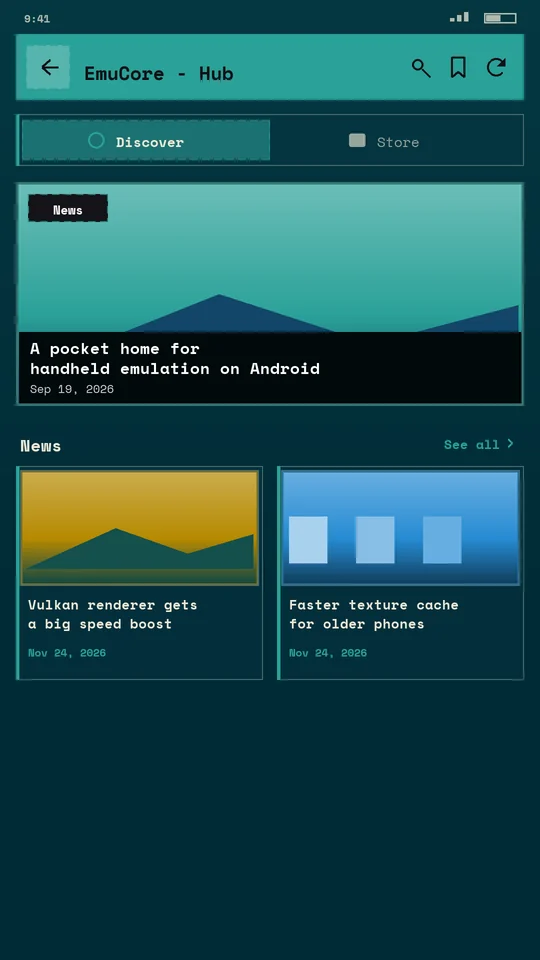 9:41
EmuCore - Hub
Discover
Store
News
A pocket home for
handheld emulation on Android
Sep 19, 2026
News
See all
Vulkan renderer gets
a big speed boost
Nov 24, 2026
Faster texture cache
for older phones
Nov 24, 2026